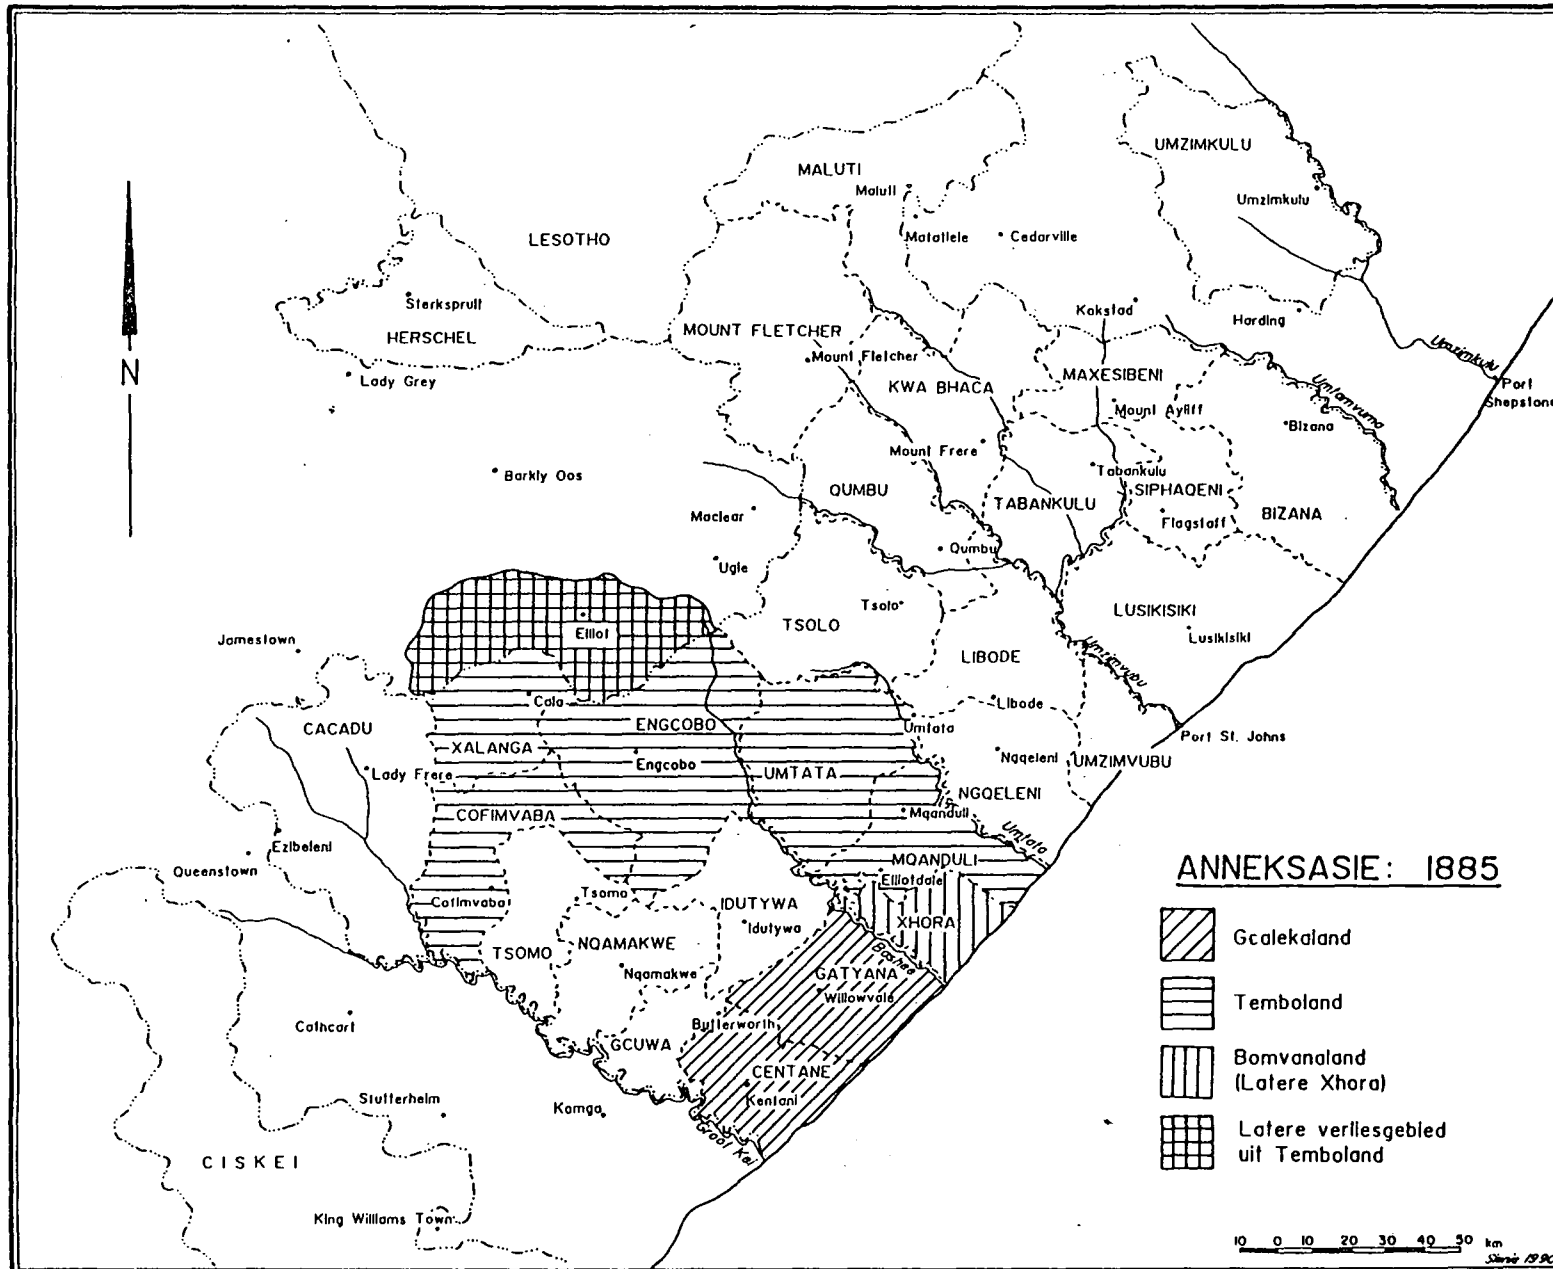 UMZIMKULU
MALUTI
Maluti
Umzimkulu
Matatiele
Cedarville
LESOTHO
Sterkspruit
HERSCHEL
Kokstad
Harding
MOUNT FLETCHER
Mount Fletcher
Umzimkulu
N
Lady Grey
KWA BHACA
MAXESIBENI
Umtamvuma
Port
Shepstone
Mount Ayliff
Bizana
Mount Frere
Barkly Oos
Tabankulu
QUMBU
TABANKULU
SIPHAQENI
BIZANA
Maclear
Flagstaff
Qumbu
Ugie
Tsolo
LUSIKISIKI
Elliot
TSOLO
Lusikisiki
Jamestown
LIBODE
Umzimvubu
Cala
Libode
CACADU
ENGCOBO
Umtata
Port St. Johns
XALANGA
Engcobo
Nqqeleni
UMZIMVUBU
Lady Frere
UMTATA
NGQELENI
COFIMVABA
Mqanduli
Umtata
Ezibeleni
Queenstown
MQANDULI
ANNEKSASIE: 1885
Elliotdale
Cofimvaba
Tsomo
IDUTYWA
Idutywa
XHORA
Gcalekaland
TSOMO
NQAMAKWE
Bashee
Nqamakwe
GATYANA
Willowvale
Temboland
Cathcart
Butterworth
GCUWA
CENTANE
Bomvanaland
(Latere Xhora)
Kentani
Stutterheim
Komga
Groot Kei
Latere verliesgebied
uit Temboland
CISKEI
King Williams Town
10 0 10 20 30 40 50 km
1990